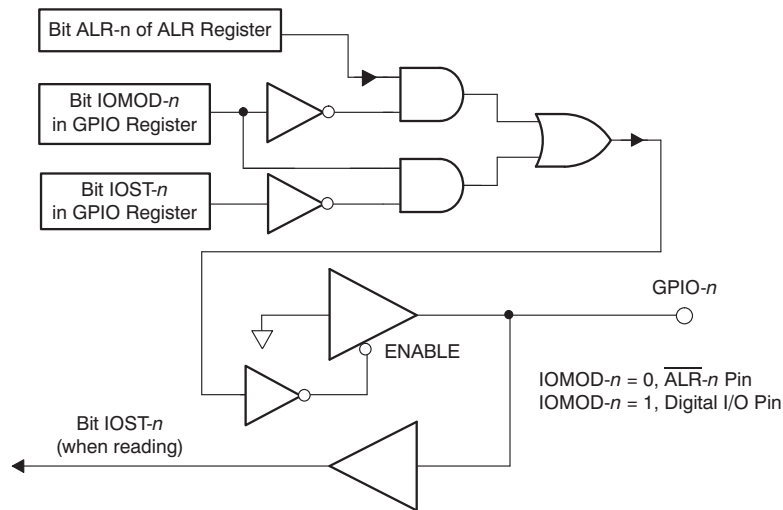 Bit ALR-n of ALR Register
Bit IOMOD-n
in GPIO Register
Bit IOST-n
in GPIO Register
GPIO-n
ENABLE
IOMOD-n = 0, A̅L̅R̅-n Pin
IOMOD-n = 1, Digital I/O Pin
Bit IOST-n
(when reading)